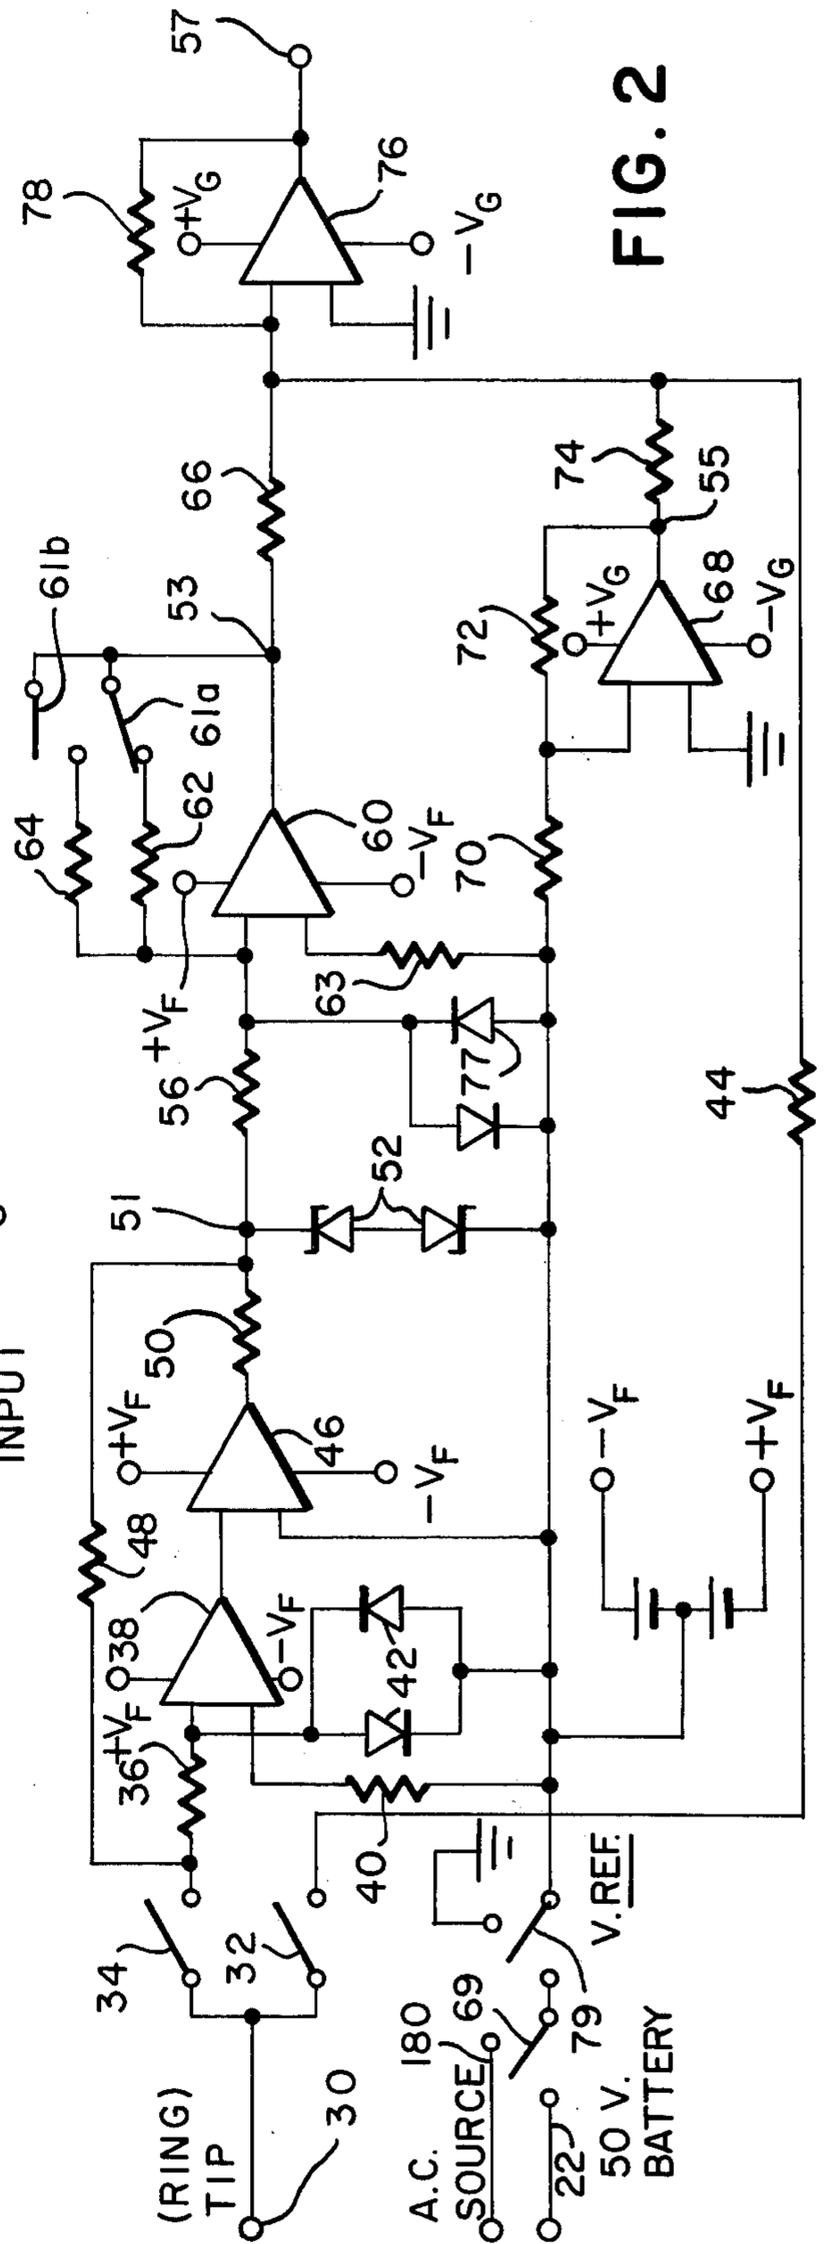 INPUT
FIG. 2
(RING)
TIP
30
34
32
36
+VF
38
-VF
40
42
48
46
+VF
-VF
50
51
52
56
77
+VF
63
64
62
61a
61b
60
-VF
53
66
78
+VG
76
-VG
57
70
72
+VG
68
-VG
55
74
44
A.C.
SOURCE
180
69
22
50 V.
BATTERY
79
V. REF.
-VF
+VF